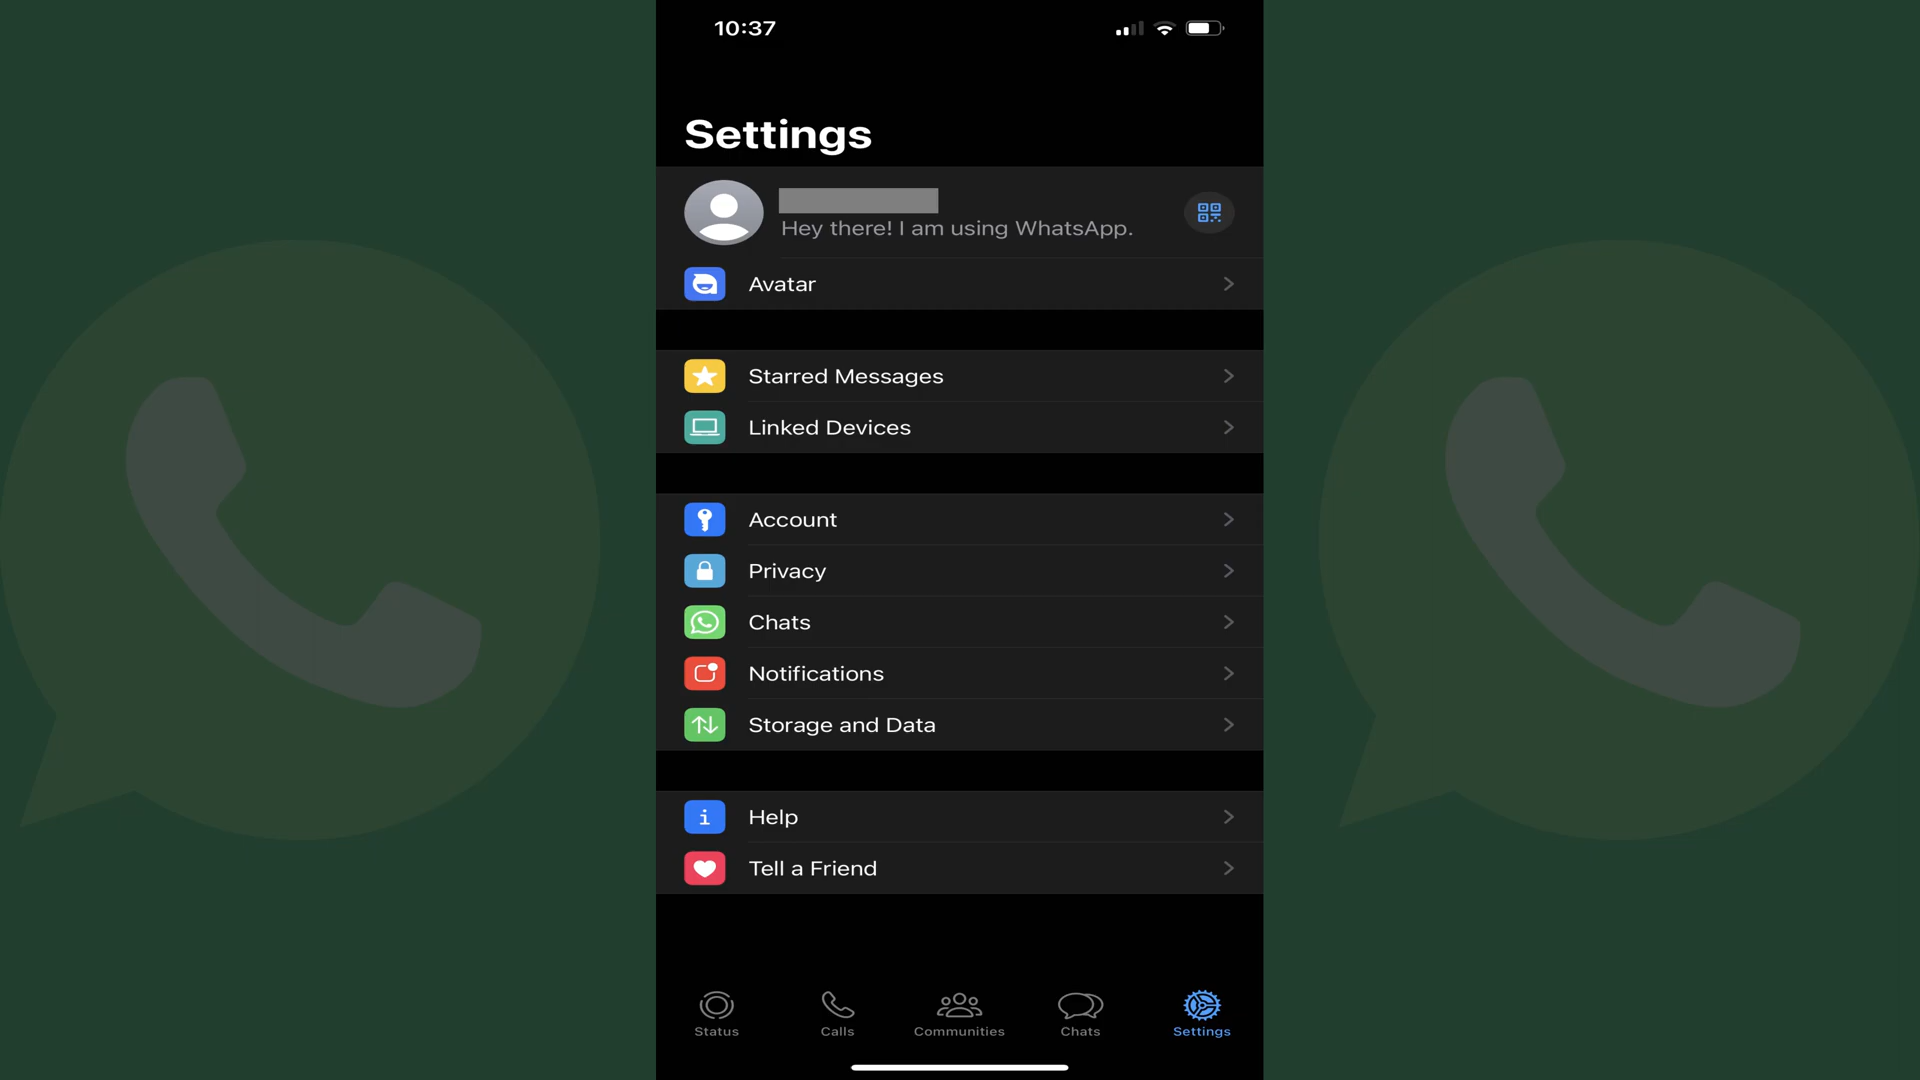 10:37
Settings
Hey there! I am using WhatsApp.
Avatar
Starred Messages
Linked Devices
Account
Privacy
Chats
Notifications
Storage and Data
Help
Tell a Friend
Status
Calls
Communities
Chats
Settings